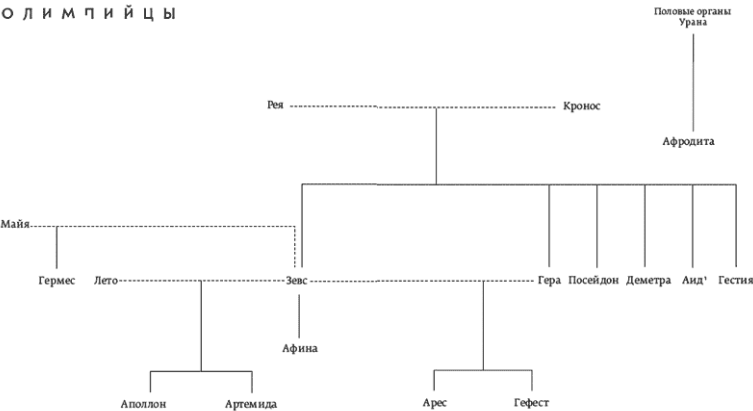 ОЛИМПИЙЦЫ
Половые органы
Урана
Рея
Кронос
Афродита
Майя
Гермес
Лето
Зевс
Гера
Посейдон
Деметра
Аид¹
Гестия
Афина
Аполлон
Артемида
Арес
Гефест